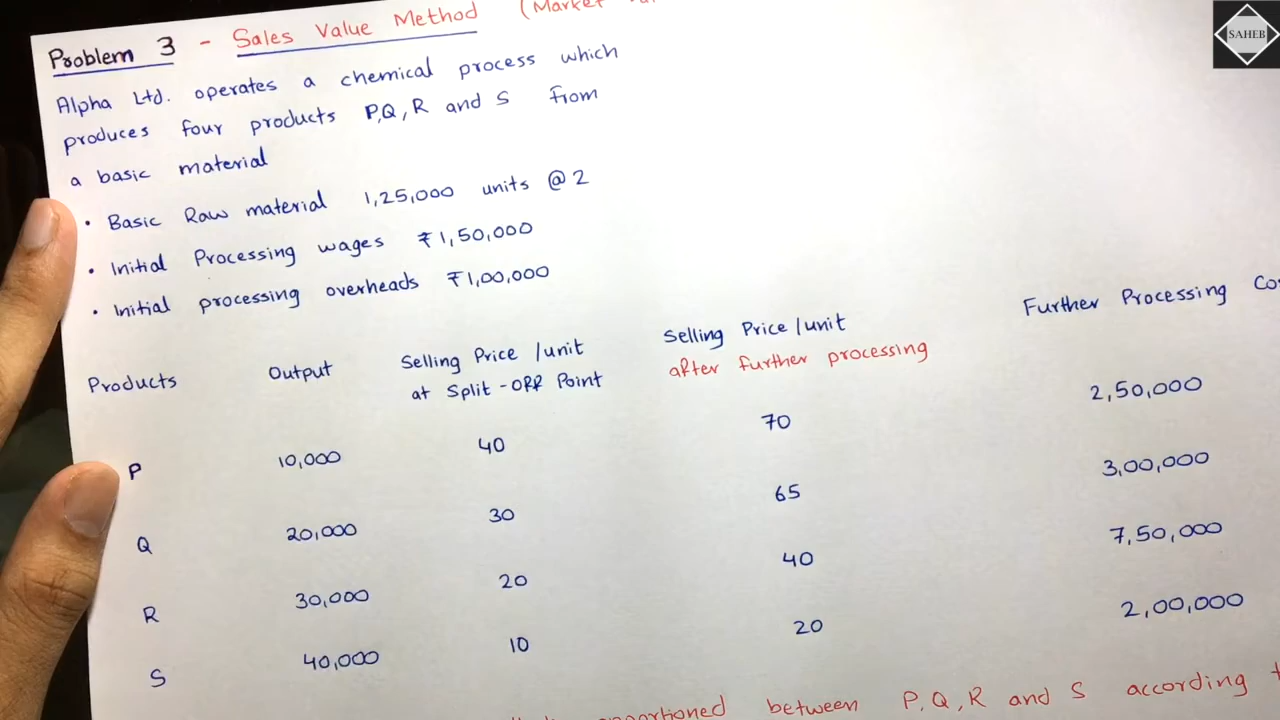 SAHEB
Problem 3 - Sales Value Method (Market
Alpha Ltd. operates a chemical process which
produces four products P,Q, R and S from
a basic material
• Basic Raw material 1,25,000 units @ 2
• Initial Processing wages ₹1,50,000
• Initial processing overheads ₹1,00,000
Products Output Selling Price /unit at Split-OFF Point Selling Price /unit after further processing Further Processing
P 10,000 40 70 2,50,000
Q 20,000 30 65 3,00,000
R 30,000 20 40 7,50,000
S 40,000 10 20 2,00,000
between P, Q, R and S according